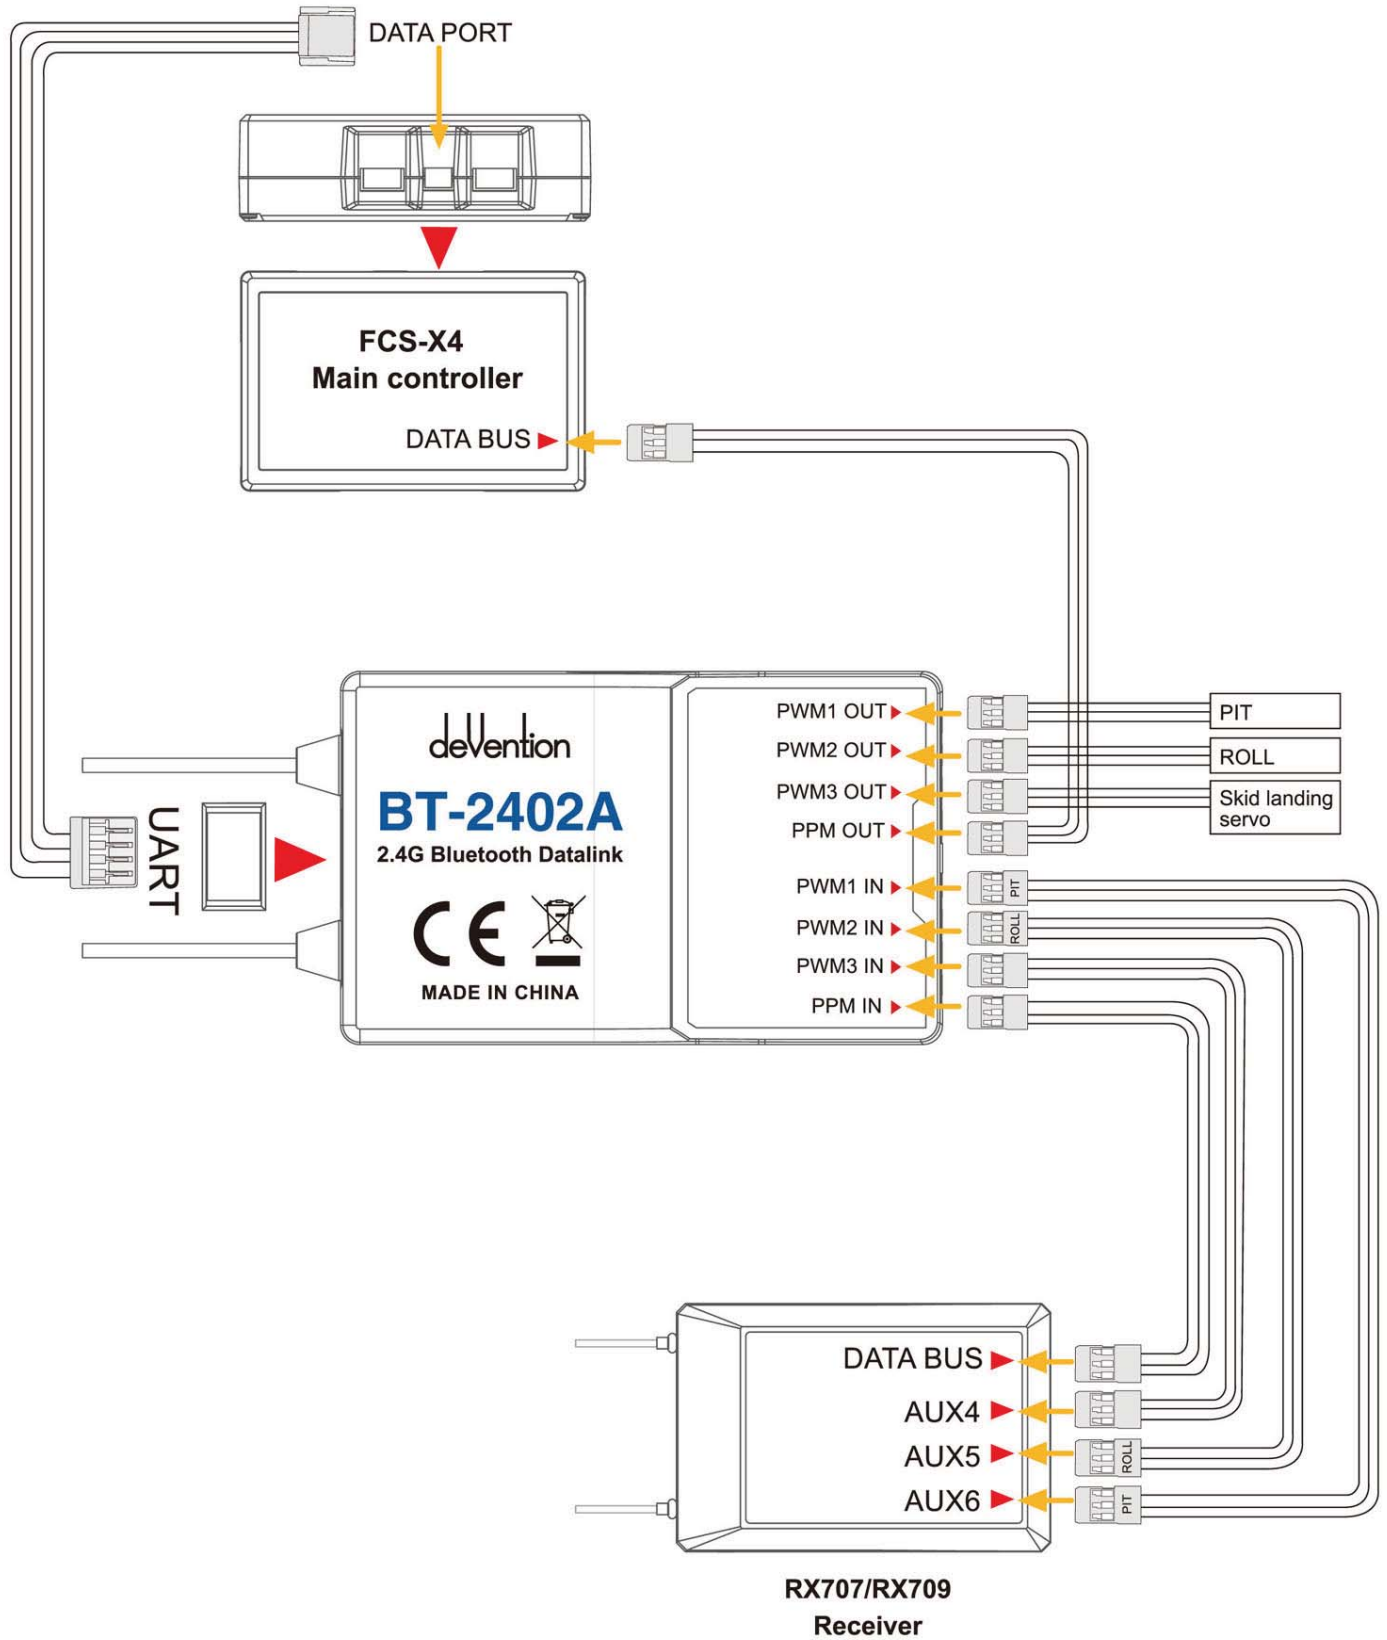 DATA PORT
FCS-X4
Main controller
DATA BUS
deVention
BT-2402A
2.4G Bluetooth Datalink
CE
MADE IN CHINA
UART
PWM1 OUT
PWM2 OUT
PWM3 OUT
PPM OUT
PWM1 IN
PWM2 IN
PWM3 IN
PPM IN
PIT
ROLL
Skid landing
servo
PIT
ROLL
DATA BUS
AUX4
AUX5
AUX6
ROLL
PIT
RX707/RX709
Receiver